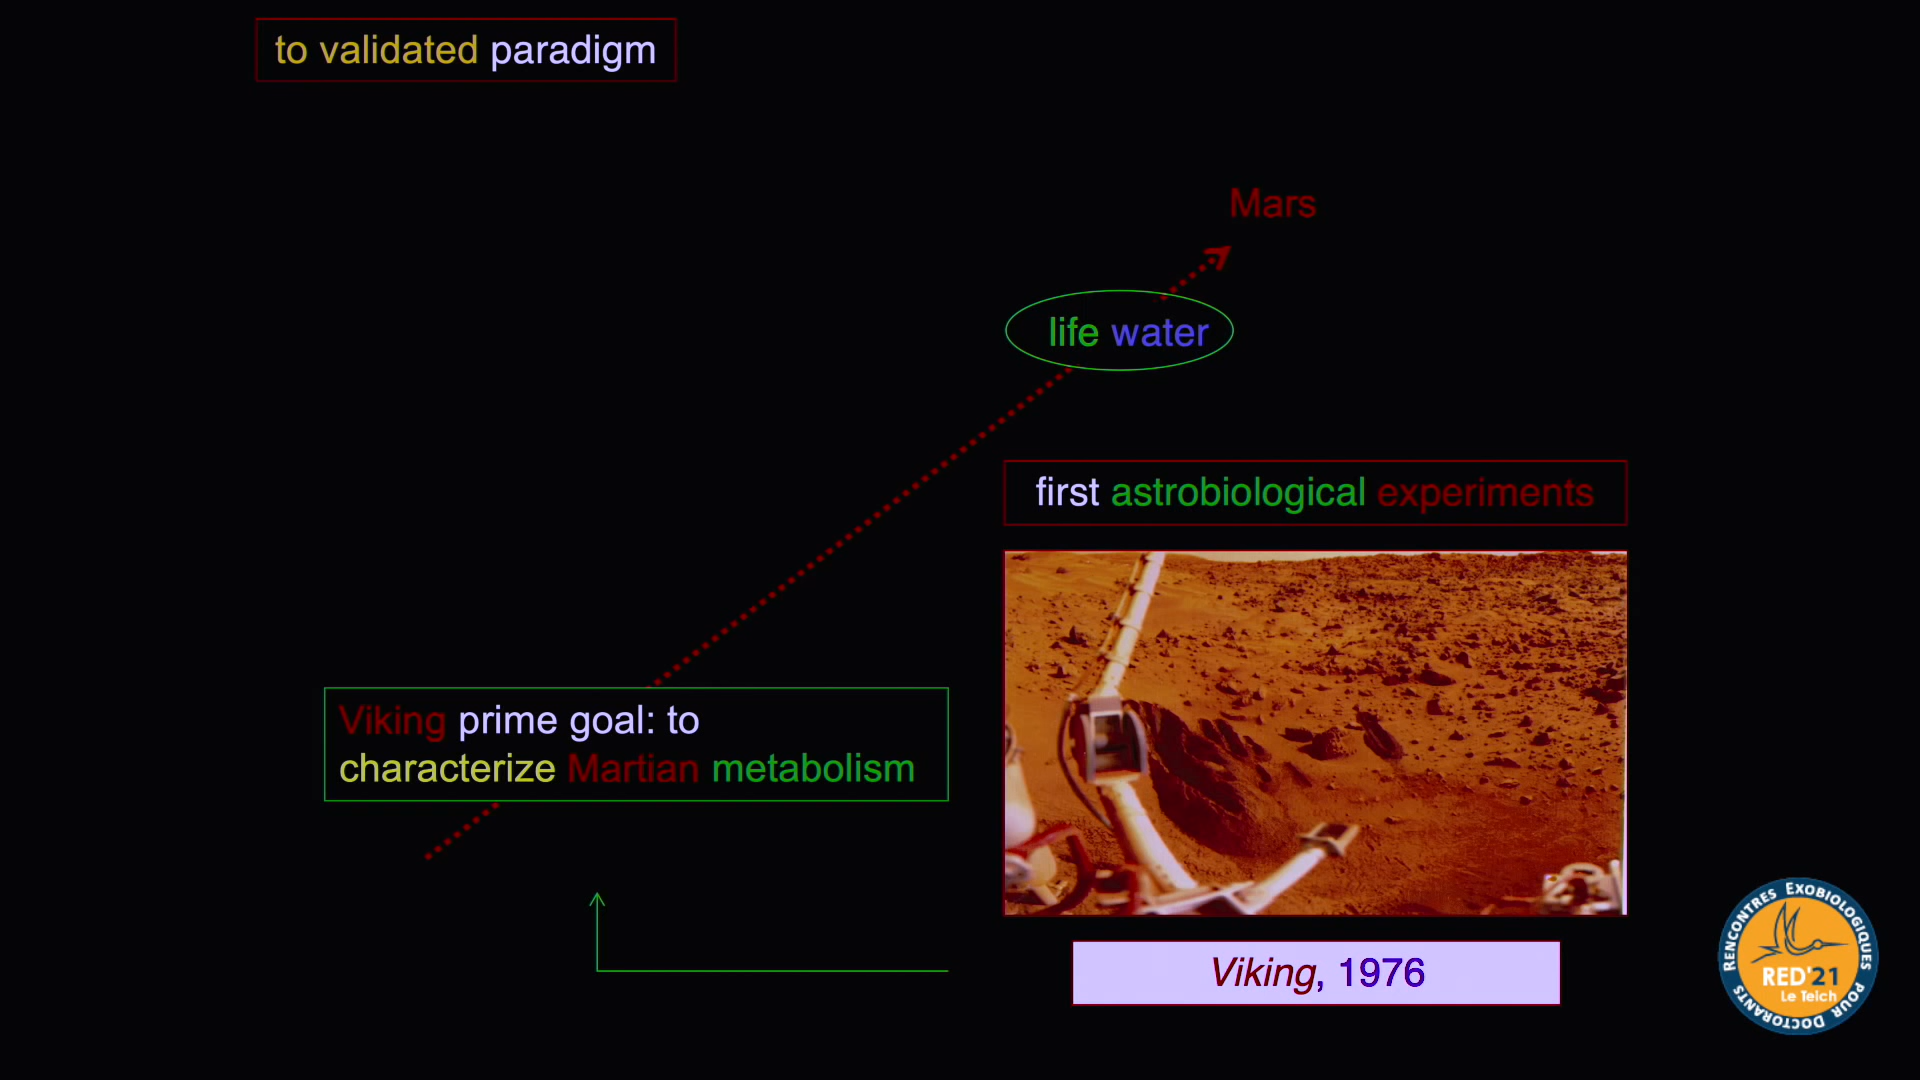 to validated paradigm
Mars
life water
first astrobiological experiments
Viking prime goal: to
characterize Martian metabolism
Viking, 1976
RENCONTRES EXOBIOLOGIQUES
POUR DOCTORANTS
RED'21
Le Teich